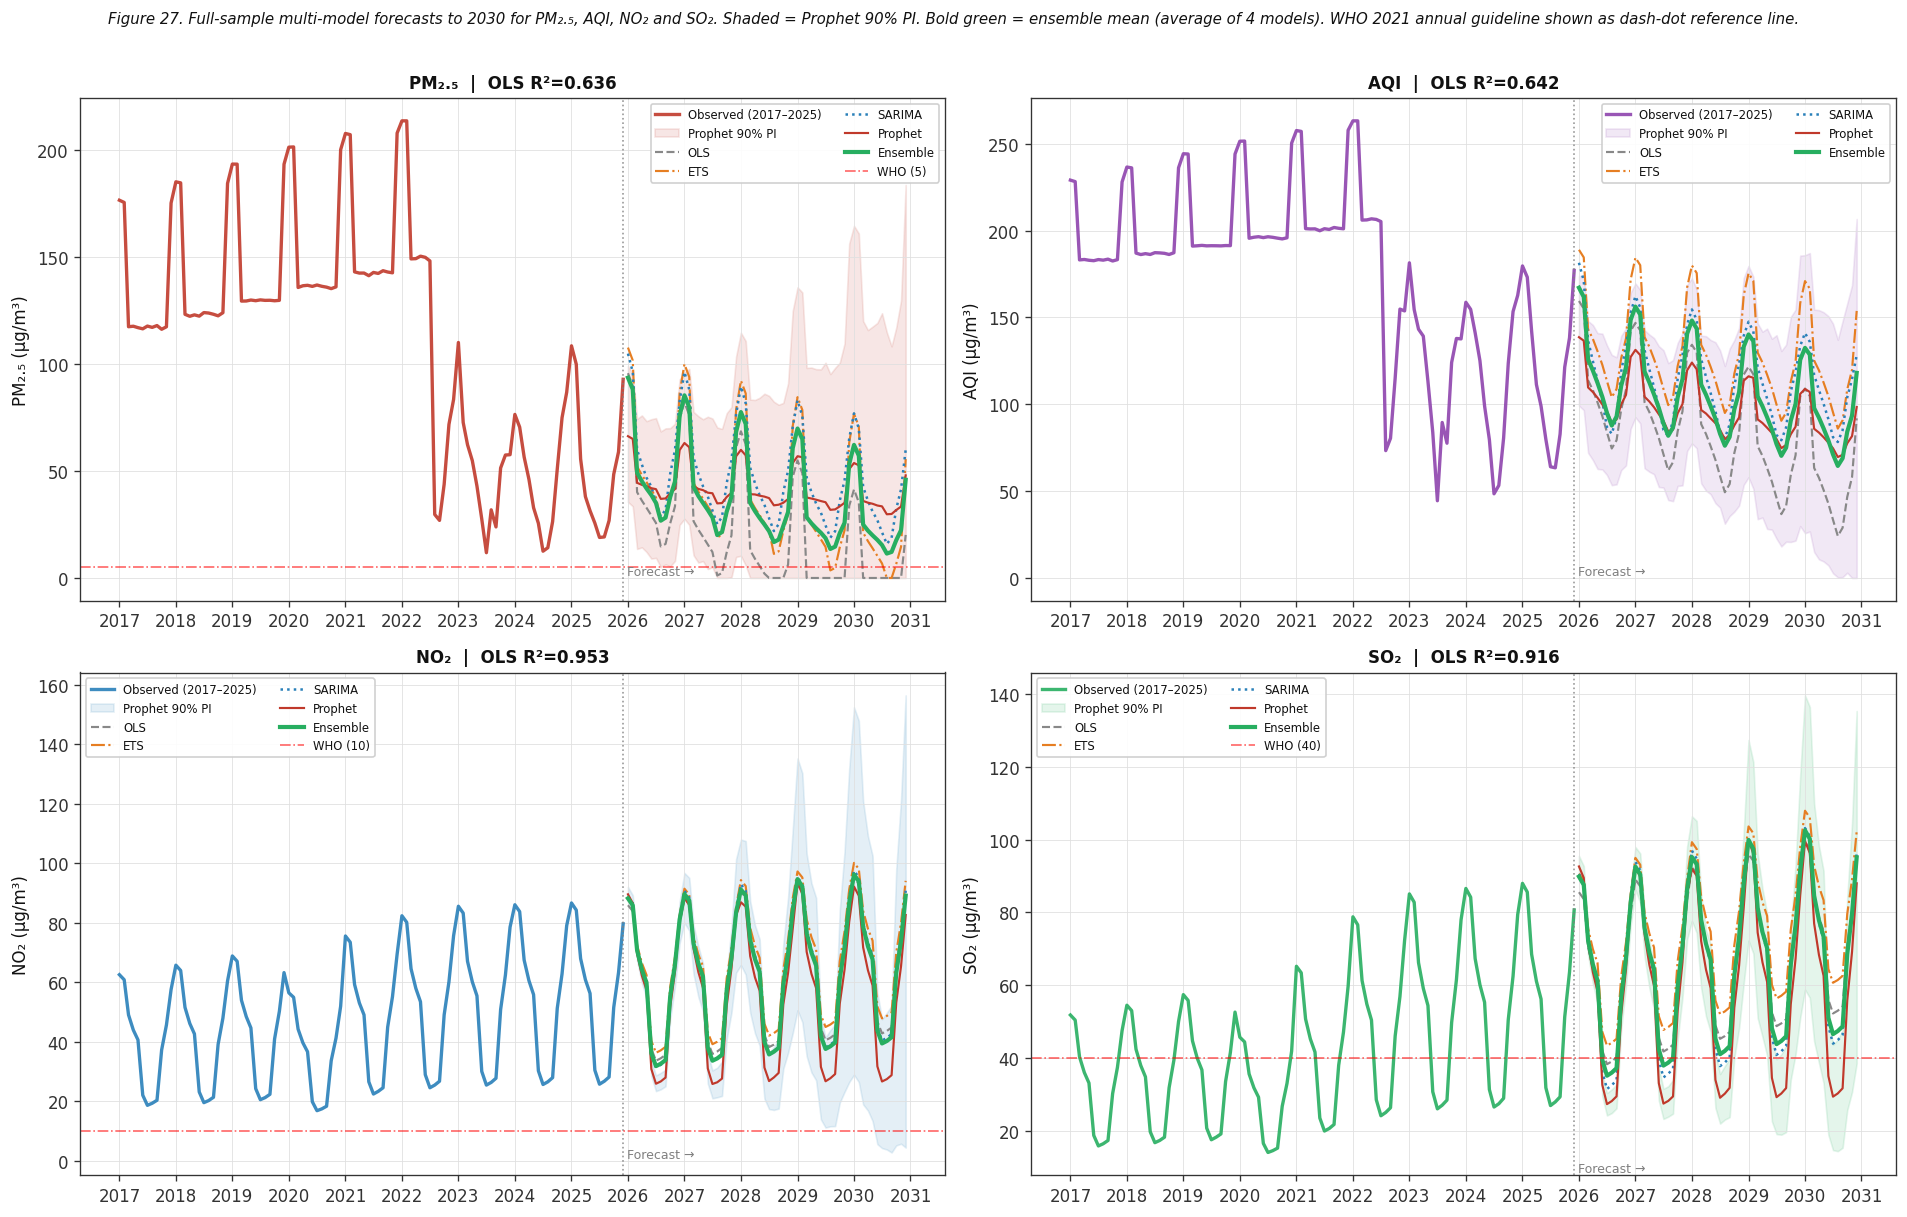 Figure 27. Full-sample multi-model forecasts to 2030 for PM₂.₅, AQI, NO₂ and SO₂. Shaded = Prophet 90% PI. Bold green = ensemble mean (average of 4 models). WHO 2021 annual guideline shown as dash-dot reference line.
PM₂.₅ | OLS R²=0.636
PM₂.₅ (μg/m³)
200
150
100
50
0
Observed (2017–2025)
Prophet 90% PI
OLS
ETS
SARIMA
Prophet
Ensemble
WHO (5)
Forecast →
2017 2018 2019 2020 2021 2022 2023 2024 2025 2026 2027 2028 2029 2030 2031
AQI | OLS R²=0.642
AQI (μg/m³)
250
200
150
100
50
0
Observed (2017–2025)
Prophet 90% PI
OLS
ETS
SARIMA
Prophet
Ensemble
Forecast →
2017 2018 2019 2020 2021 2022 2023 2024 2025 2026 2027 2028 2029 2030 2031
NO₂ | OLS R²=0.953
NO₂ (μg/m³)
160
140
120
100
80
60
40
20
0
Observed (2017–2025)
Prophet 90% PI
OLS
ETS
SARIMA
Prophet
Ensemble
WHO (10)
Forecast →
2017 2018 2019 2020 2021 2022 2023 2024 2025 2026 2027 2028 2029 2030 2031
SO₂ | OLS R²=0.916
SO₂ (μg/m³)
140
120
100
80
60
40
20
Observed (2017–2025)
Prophet 90% PI
OLS
ETS
SARIMA
Prophet
Ensemble
WHO (40)
Forecast →
2017 2018 2019 2020 2021 2022 2023 2024 2025 2026 2027 2028 2029 2030 2031